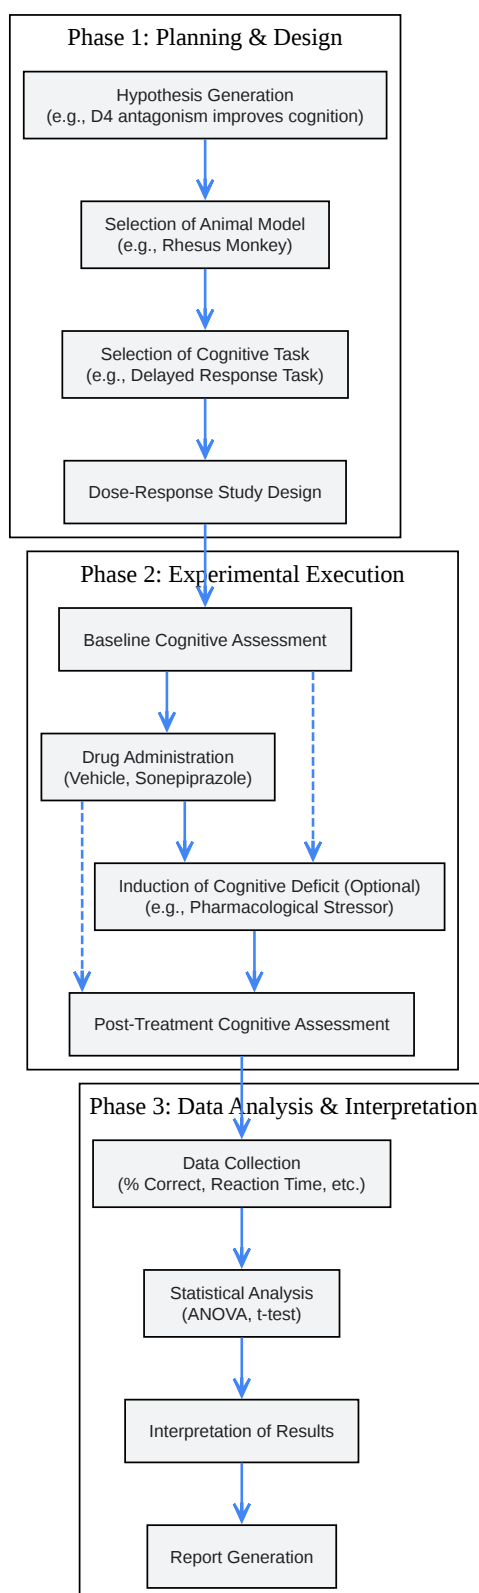 Phase 1: Planning & Design
Hypothesis Generation
(e.g., D4 antagonism improves cognition)
Selection of Animal Model
(e.g., Rhesus Monkey)
Selection of Cognitive Task
(e.g., Delayed Response Task)
Dose-Response Study Design
Phase 2: Experimental Execution
Baseline Cognitive Assessment
Drug Administration
(Vehicle, Sonepiprazole)
Induction of Cognitive Deficit (Optional)
(e.g., Pharmacological Stressor)
Post-Treatment Cognitive Assessment
Phase 3: Data Analysis & Interpretation
Data Collection
(% Correct, Reaction Time, etc.)
Statistical Analysis
(ANOVA, t-test)
Interpretation of Results
Report Generation